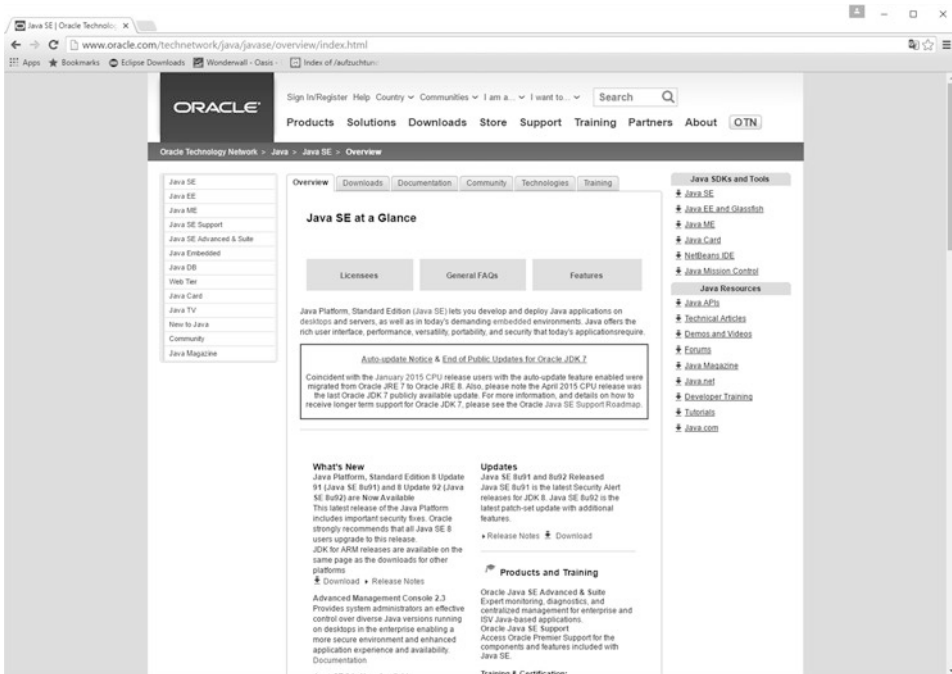 Java SE | Oracle Technolog
www.oracle.com/technetwork/java/javase/overview/index.html
Apps Bookmarks Eclipse Downloads Wonderwall - Oasis - Index of /aufzuchtun
ORACLE
Sign In/Register Help Country Communities I am a... I want to... Search
Products Solutions Downloads Store Support Training Partners About OTN
Oracle Technology Network > Java > Java SE > Overview
Java SE
Java EE
Java ME
Java SE Support
Java SE Advanced & Suite
Java Embedded
Java DB
Web Tier
Java Card
Java TV
New to Java
Community
Java Magazine
Overview Downloads Documentation Community Technologies Training
Java SE at a Glance
Licensees General FAQs Features
Java Platform, Standard Edition (Java SE) lets you develop and deploy Java applications on
desktops and servers, as well as in today's demanding embedded environments. Java offers the
rich user interface, performance, versatility, portability, and security that today's applicationsrequire.
Auto-update Notice & End of Public Updates for Oracle JDK 7
Coincident with the January 2015 CPU release users with the auto-update feature enabled were
migrated from Oracle JRE 7 to Oracle JRE 8. Also, please note the April 2015 CPU release was
the last Oracle JDK 7 publicly available update. For more information, and details on how to
receive longer term support for Oracle JDK 7, please see the Oracle Java SE Support Roadmap.
What's New
Java Platform, Standard Edition 8 Update
91 (Java SE 8u91) and 8 Update 92 (Java
SE 8u92) are Now Available
This latest release of the Java Platform
includes important security fixes. Oracle
strongly recommends that all Java SE 8
users upgrade to this release.
JDK for ARM releases are available on the
same page as the downloads for other
platforms
Download Release Notes
Advanced Management Console 2.3
Provides system administrators an effective
control over diverse Java versions running
on desktops in the enterprise enabling a
more secure environment and enhanced
application experience and availability.
Documentation
Updates
Java SE 8u91 and 8u92 Released
Java SE 8u91 is the latest Security Alert
releases for JDK 8. Java SE 8u92 is the
latest patch-set update with additional
features.
Release Notes Download
Products and Training
Oracle Java SE Advanced & Suite
Expert monitoring, diagnostics, and
centralized management for enterprise and
ISV Java-based applications.
Oracle Java SE Support
Access Oracle Premier Support for the
components and features included with
Java SE.
Training & Certification:
Java SDKs and Tools
Java SE
Java EE and Glassfish
Java ME
Java Card
NetBeans IDE
Java Mission Control
Java Resources
Java APIs
Technical Articles
Demos and Videos
Forums
Java Magazine
Java.net
Developer Training
Tutorials
Java.com